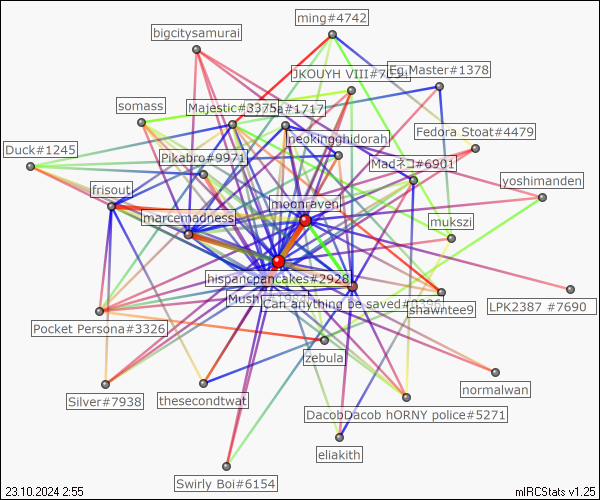 ming#4742
bigcitysamurai
JKOUYH VIII#7
Eg Master#1378
somass
Majestic#3375
a#1717
Fedora Stoat#4479
neokingghidorah
Duck#1245
Pikabro#9971
Madネコ#6901
yoshimanden
frisout
moonraven
marcemadness
mukszi
hispancpancakes#2928
Mush
Can anything be saved#
LPK2387 #7690
shawntee9
Pocket Persona#3326
zebula
normalwan
Silver#7938
thesecondtwat
DacobDacob hORNY police#5271
eliakith
Swirly Boi#6154
23.10.2024 2:55
mIRCStats v1.25